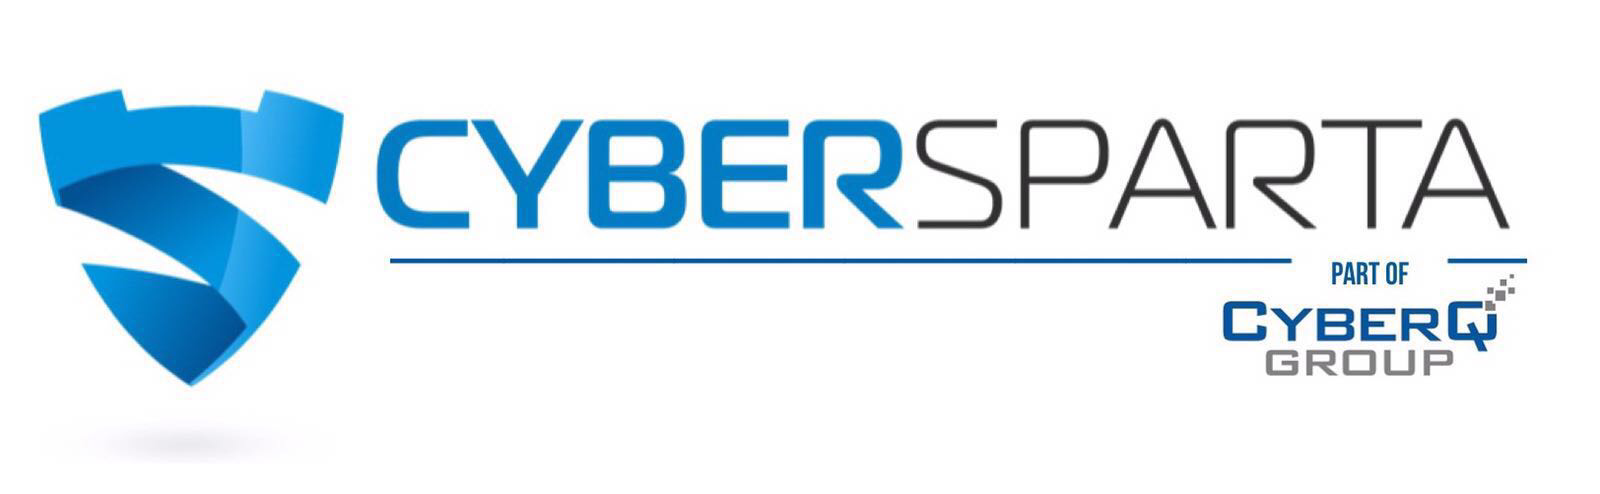 CYBERSPARTA
PART OF
CYBERQ
GROUP